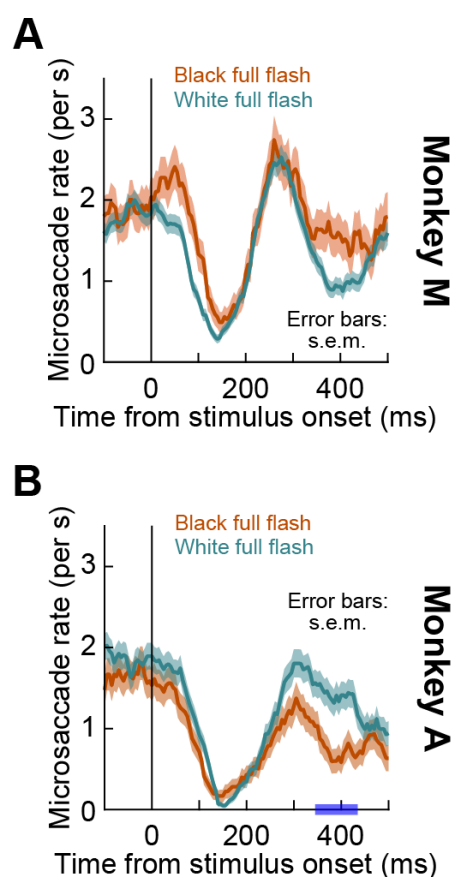 A
Black full flash
White full flash
Microsaccade rate (per s)
3
2
1
0
Error bars:
s.e.m.
0 200 400
Time from stimulus onset (ms)
Monkey M
B
Black full flash
White full flash
Microsaccade rate (per s)
3
2
1
0
Error bars:
s.e.m.
0 200 400
Time from stimulus onset (ms)
Monkey A